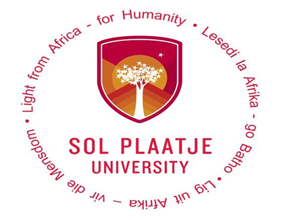 • Light from Africa - for Humanity • Lesedi la Afrika - go Batho • Lig uit Afrika – vir die Mensdom
SOL PLAATJE
UNIVERSITY